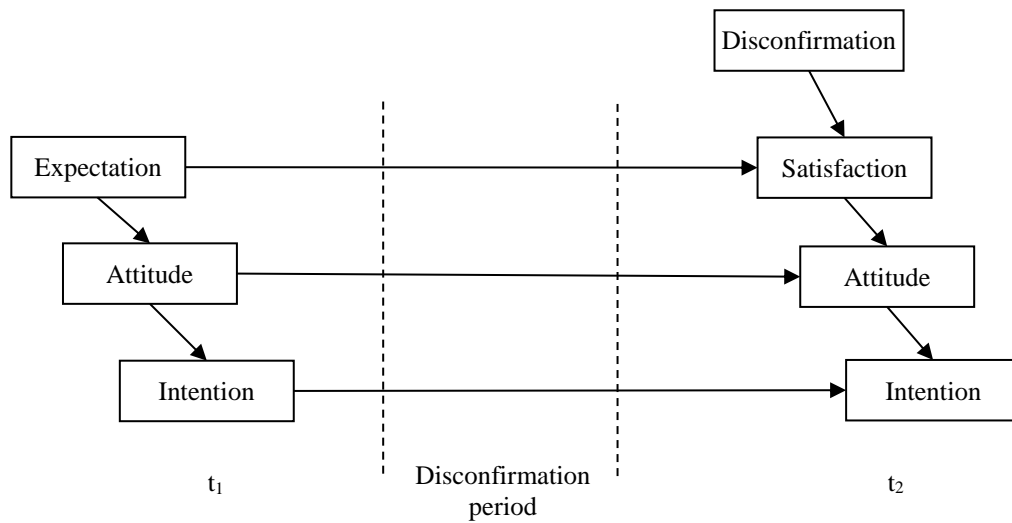 Disconfirmation
Expectation
Satisfaction
Attitude
Attitude
Intention
Intention
t₁
Disconfirmation
period
t₂